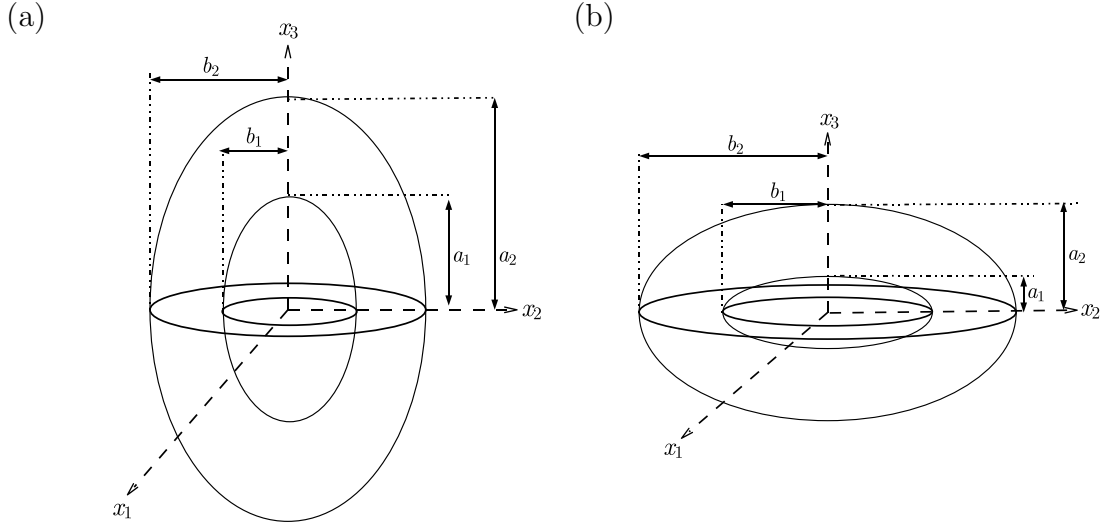 (a)
x₃
b₂
b₁
a₁
a₂
x₂
x₁
(b)
x₃
b₂
b₁
a₂
a₁
x₂
x₁